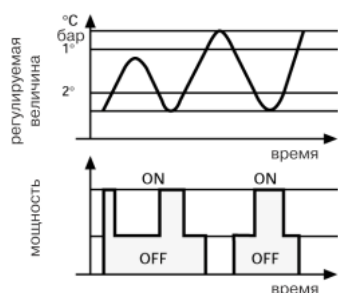 °C
бар
1°
2°
регулируемая
величина
время
ON
ON
мощность
OFF
OFF
время